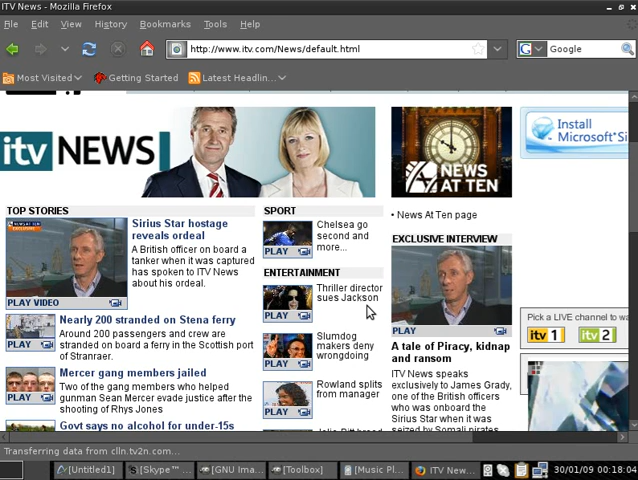 ITV News - Mozilla Firefox
File Edit View History Bookmarks Tools Help
http://www.itv.com/News/default.html
Google
Most Visited
Getting Started
Latest Headlin...
itv NEWS
NEWS
AT TEN
Install
Microsoft® Si
• News At Ten page
TOP STORIES
Sirius Star hostage
reveals ordeal
A British officer on board a
tanker when it was captured
has spoken to ITV News
about his ordeal.
PLAY VIDEO
Nearly 200 stranded on Stena ferry
Around 200 passengers and crew are
stranded on board a ferry in the Scottish port
of Stranraer.
PLAY
Mercer gang members jailed
Two of the gang members who helped
gunman Sean Mercer evade justice after the
shooting of Rhys Jones
PLAY
Govt says no alcohol for under-15s
SPORT
Chelsea go
second and
more...
PLAY
ENTERTAINMENT
Thriller director
sues Jackson
PLAY
Slumdog
makers deny
wrongdoing
PLAY
Rowland splits
from manager
PLAY
EXCLUSIVE INTERVIEW
PLAY
A tale of Piracy, kidnap
and ransom
ITV News speaks
exclusively to James Grady,
one of the British officers
who was onboard the
Sirius Star when it was
seized by Somali pirates
Pick a LIVE channel to wa
itv 1
itv 2
Transferring data from clln.tv2n.com...
[Untitled1]
[Skype™ ...
[GNU Ima...
[Toolbox]
[Music Pl...
ITV New...
30/01/09 00:18:04